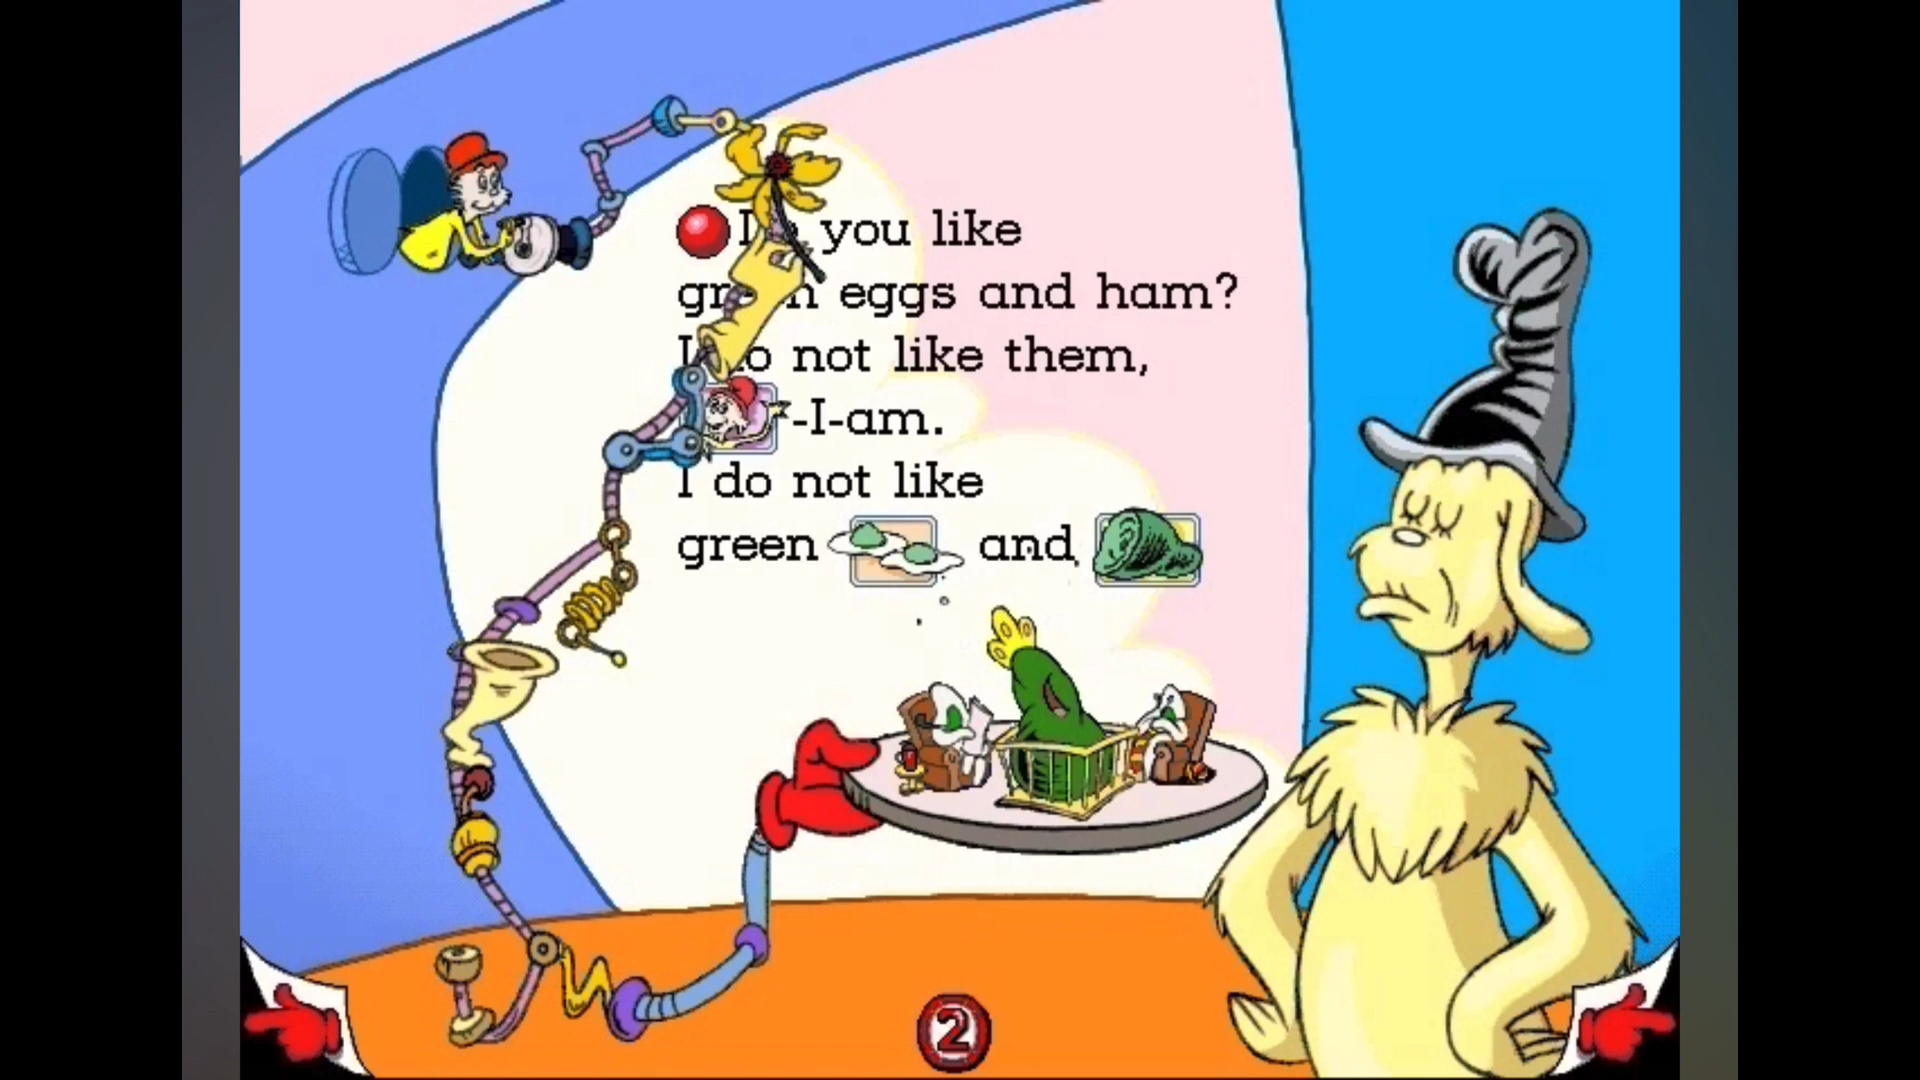 you like
eggs and ham?
not like them,
-I-am.
I do not like
green and
2